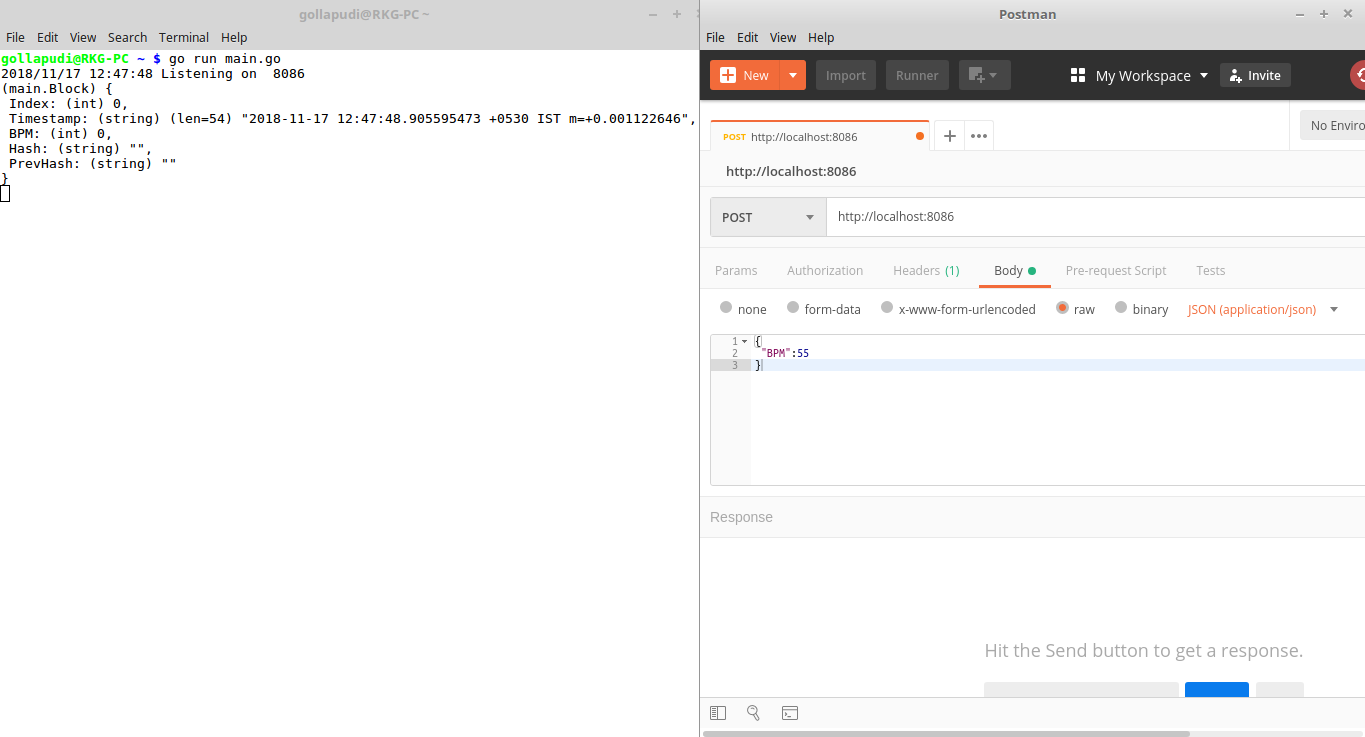 gollapudi@RKG-PC ~
File Edit View Search Terminal Help
gollapudi@RKG-PC ~ $ go run main.go
2018/11/17 12:47:48 Listening on  8086
(main.Block) {
 Index: (int) 0,
 Timestamp: (string) (len=54) "2018-11-17 12:47:48.905595473 +0530 IST m=+0.001122646",
 BPM: (int) 0,
 Hash: (string) "",
 PrevHash: (string) ""
}
Postman
File Edit View Help
New Import Runner My Workspace Invite
POST http://localhost:8086 No Enviro
http://localhost:8086
POST http://localhost:8086
Params Authorization Headers (1) Body Pre-request Script Tests
none form-data x-www-form-urlencoded raw binary JSON (application/json)
1 {
2 "BPM":55
3 }
Response
Hit the Send button to get a response.